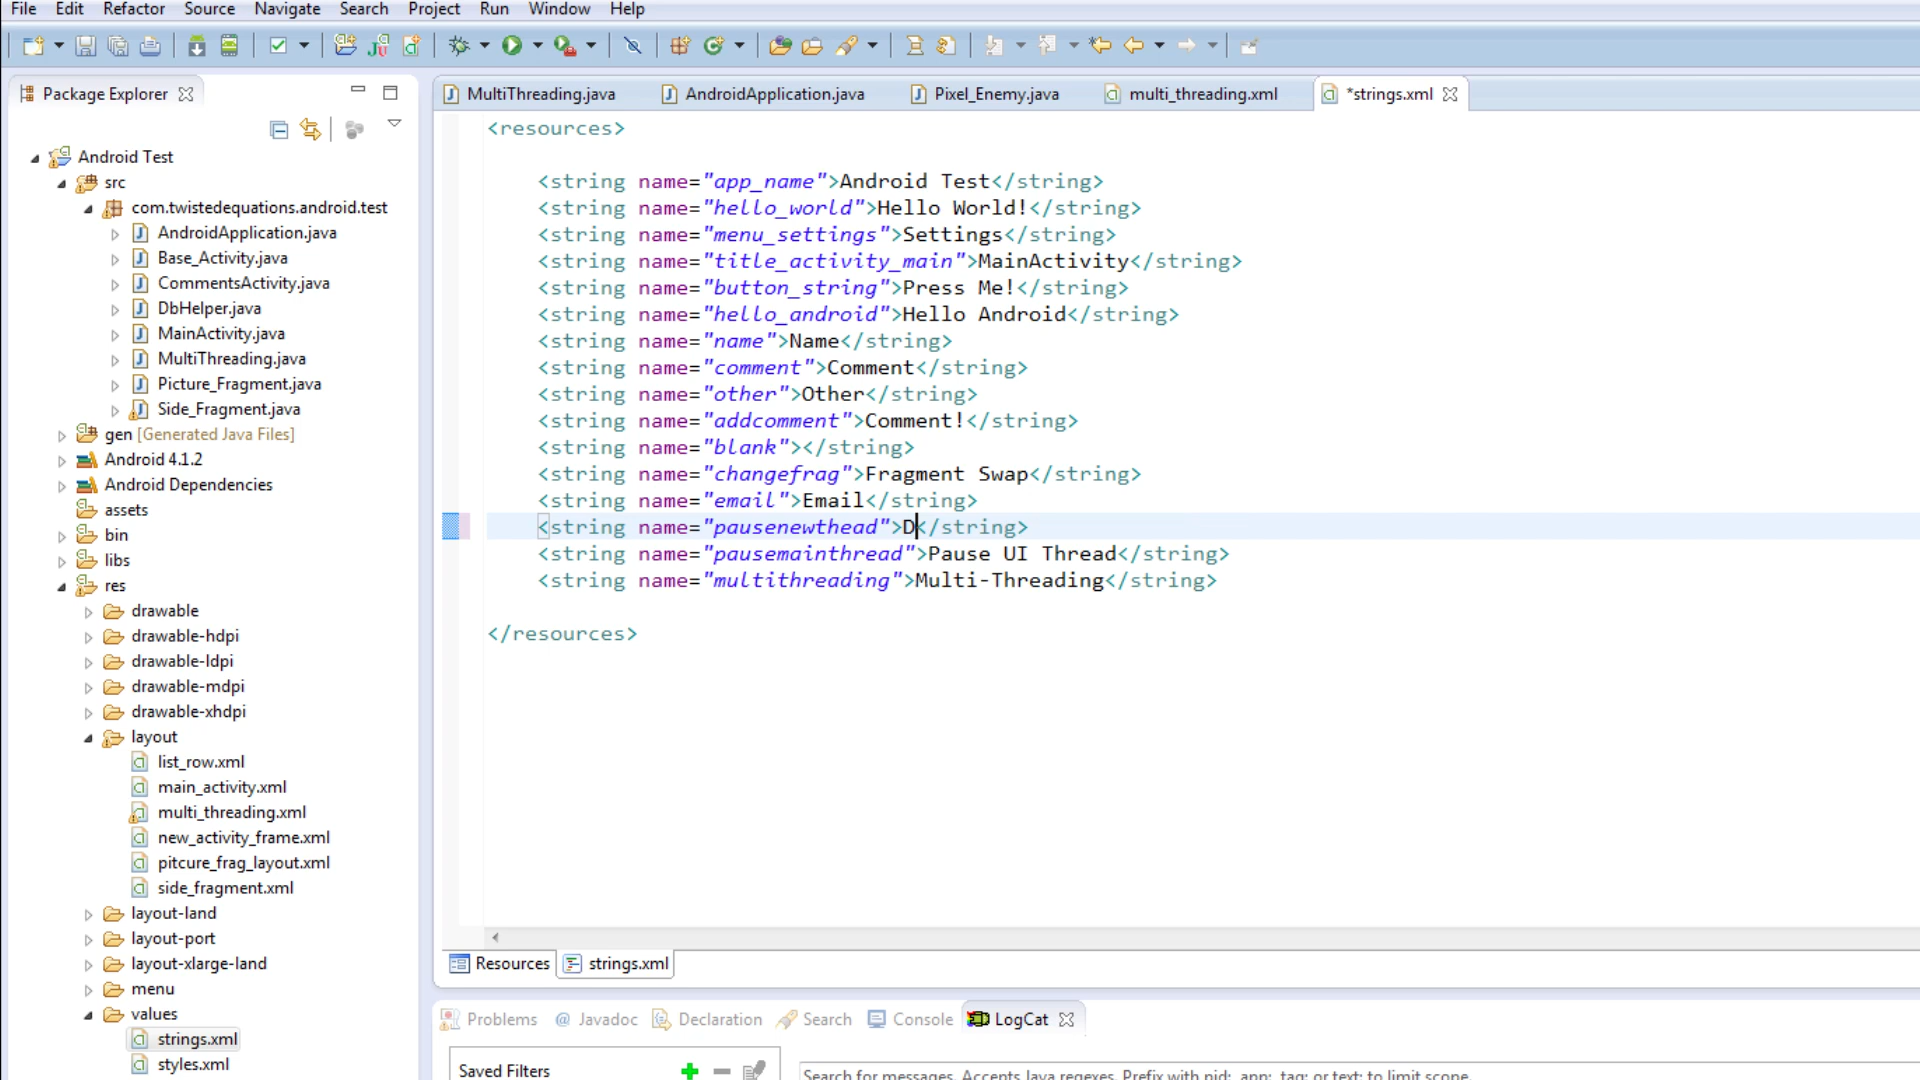 File Edit Refactor Source Navigate Search Project Run Window Help
Package Explorer
MultiThreading.java AndroidApplication.java Pixel_Enemy.java multi_threading.xml *strings.xml
Android Test
src
com.twistedequations.android.test
AndroidApplication.java
Base_Activity.java
CommentsActivity.java
DbHelper.java
MainActivity.java
MultiThreading.java
Picture_Fragment.java
Side_Fragment.java
gen [Generated Java Files]
Android 4.1.2
Android Dependencies
assets
bin
libs
res
drawable
drawable-hdpi
drawable-ldpi
drawable-mdpi
drawable-xhdpi
layout
list_row.xml
main_activity.xml
multi_threading.xml
new_activity_frame.xml
pitcure_frag_layout.xml
side_fragment.xml
layout-land
layout-port
layout-xlarge-land
menu
values
strings.xml
styles.xml
<resources>
<string name="app_name">Android Test</string>
<string name="hello_world">Hello World!</string>
<string name="menu_settings">Settings</string>
<string name="title_activity_main">MainActivity</string>
<string name="button_string">Press Me!</string>
<string name="hello_android">Hello Android</string>
<string name="name">Name</string>
<string name="comment">Comment</string>
<string name="other">Other</string>
<string name="addcomment">Comment!</string>
<string name="blank"></string>
<string name="changefrag">Fragment Swap</string>
<string name="email">Email</string>
<string name="pausenewthead">D</string>
<string name="pausemainthread">Pause UI Thread</string>
<string name="multithreading">Multi-Threading</string>
</resources>
Resources strings.xml
Problems @ Javadoc Declaration Search Console LogCat
Saved Filters
Search for messages. Accepts Java regexes. Prefix with pid:, app:, tag: or text: to limit scope.